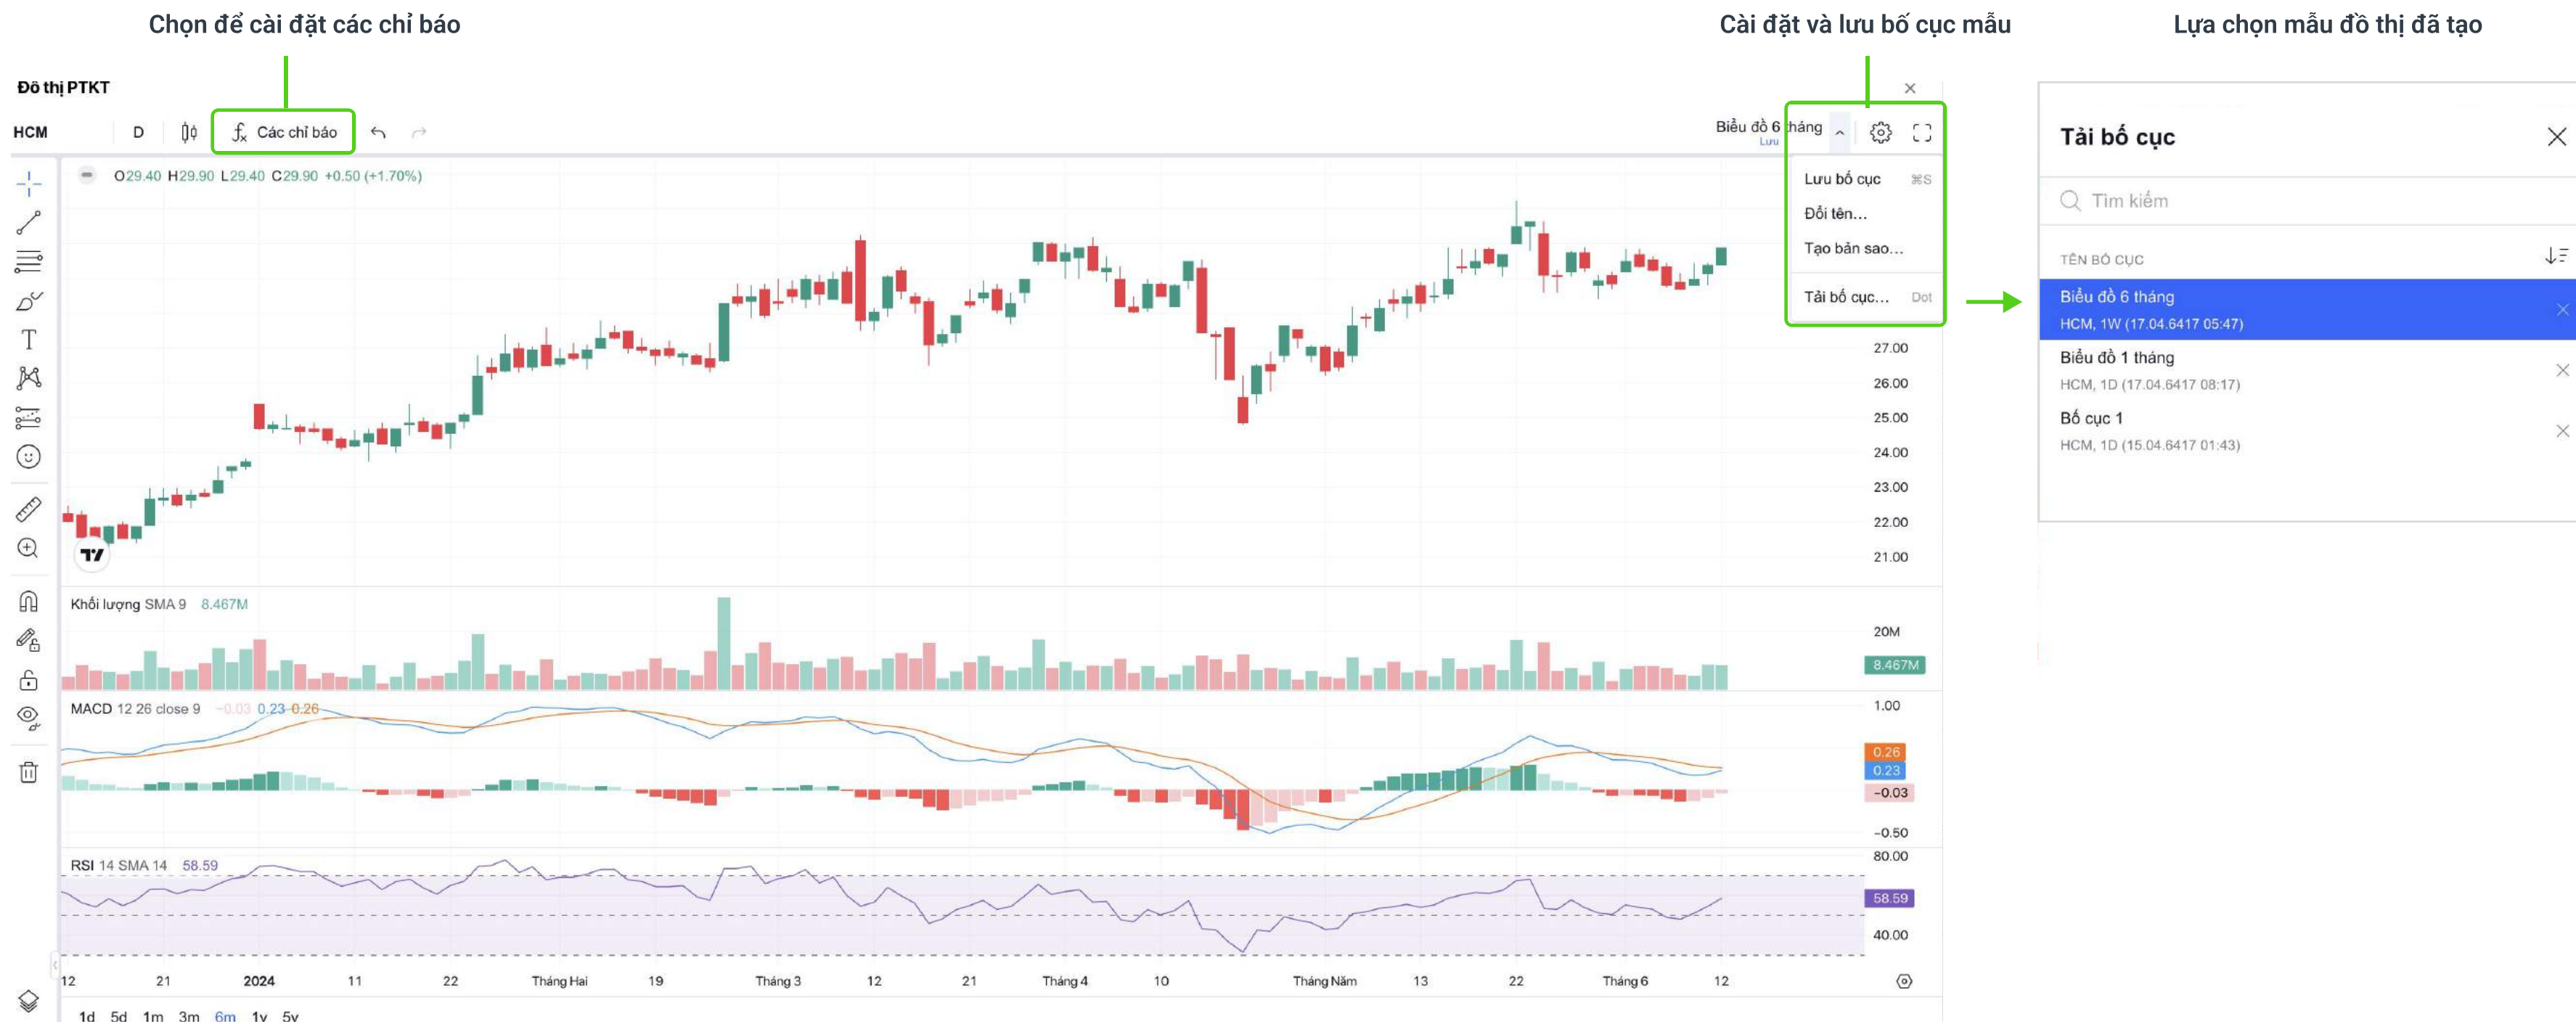 Chọn để cài đặt các chỉ báo
Cài đặt và lưu bố cục mẫu
Lựa chọn mẫu đồ thị đã tạo
Đồ thị PTKT
HCM
D
Các chỉ báo
Biểu đồ 6 tháng
Lưu
O29.40 H29.90 L29.40 C29.90 +0.50 (+1.70%)
Lưu bố cục ⌘S
Đổi tên...
Tạo bản sao...
Tải bố cục... Dot
27.00
26.00
25.00
24.00
23.00
22.00
21.00
Khối lượng SMA 9 8.467M
20M
8.467M
MACD 12 26 close 9 −0.03 0.23 0.26
1.00
0.26
0.23
−0.03
−0.50
RSI 14 SMA 14 58.59
80.00
58.59
40.00
12 21 2024 11 22 Tháng Hai 19 Tháng 3 12 21 Tháng 4 10 Tháng Năm 13 22 Tháng 6 12
1d 5d 1m 3m 6m 1y 5y
Tải bố cục
Tìm kiếm
TÊN BỐ CỤC
Biểu đồ 6 tháng
HCM, 1W (17.04.6417 05:47)
Biểu đồ 1 tháng
HCM, 1D (17.04.6417 08:17)
Bố cục 1
HCM, 1D (15.04.6417 01:43)